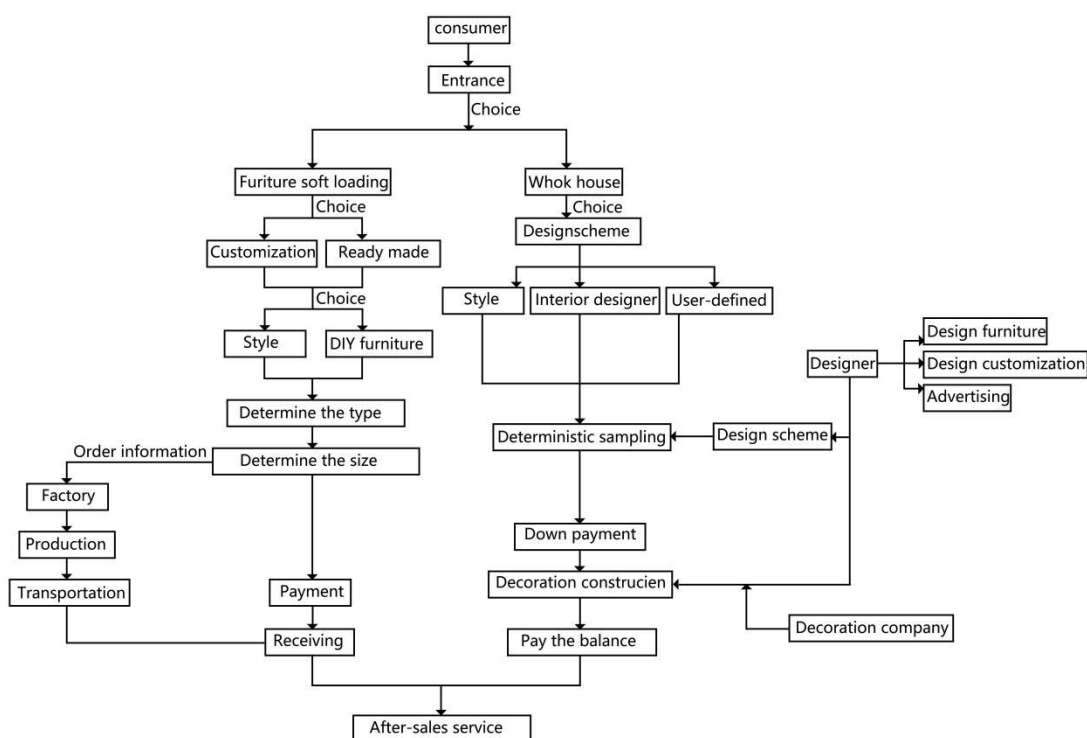 consumer
Entrance
Choice
Furiture soft loading
Whok house
Choice
Choice
Designscheme
Customization
Ready made
Choice
Style
Interior designer
User-defined
Style
DIY furniture
Designer
Design furniture
Design customization
Advertising
Determine the type
Deterministic sampling
Design scheme
Order information
Determine the size
Factory
Production
Down payment
Transportation
Payment
Decoration construcien
Receiving
Pay the balance
Decoration company
After-sales service